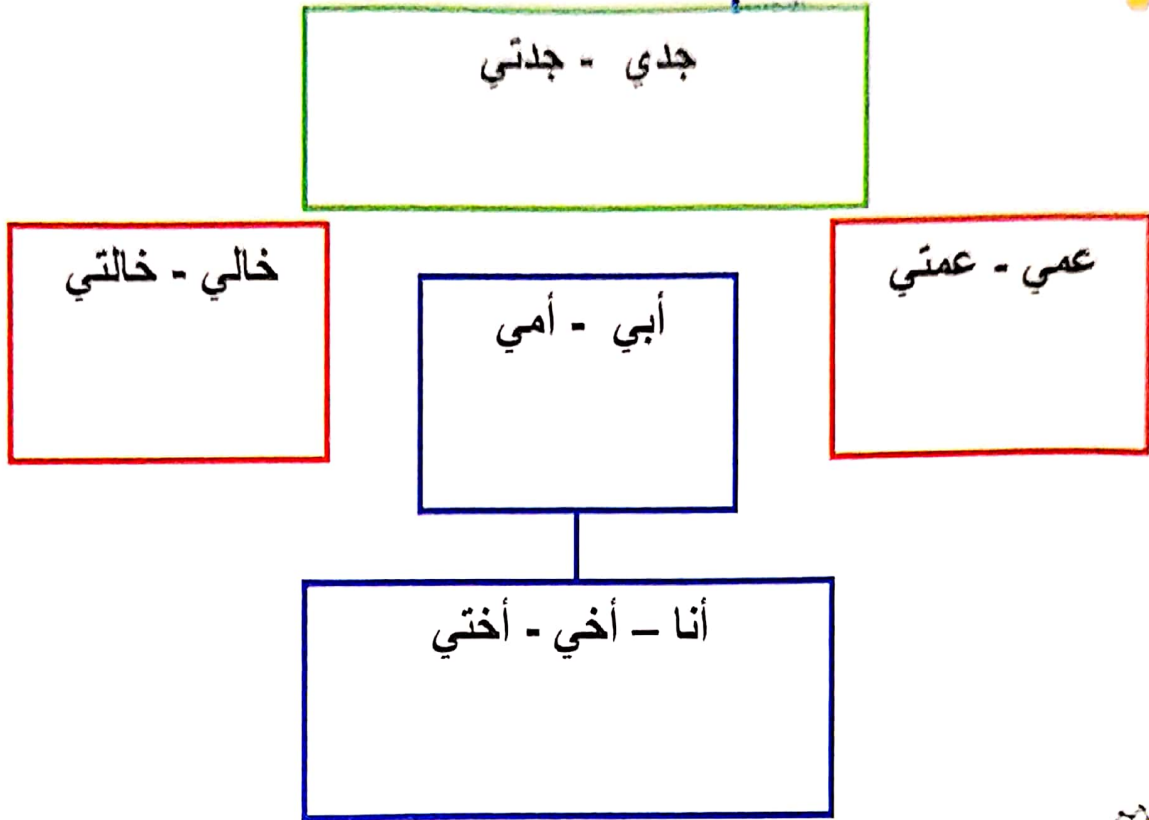 جدي - جدتي
عمي - عمتي
أبي - أمي
خالي - خالتي
أنا – أخي - أختي